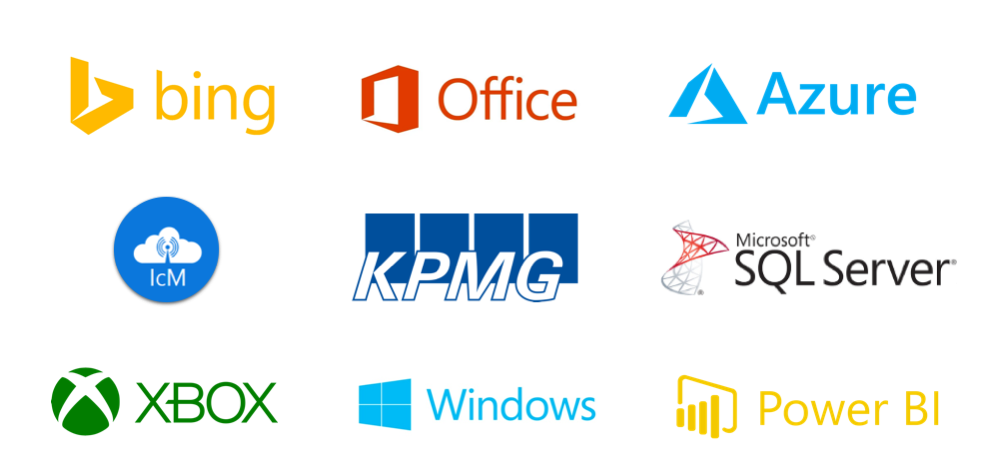 bing
Office
Azure
IcM
KPMG
Microsoft®
SQL Server®
XBOX
Windows
Power BI